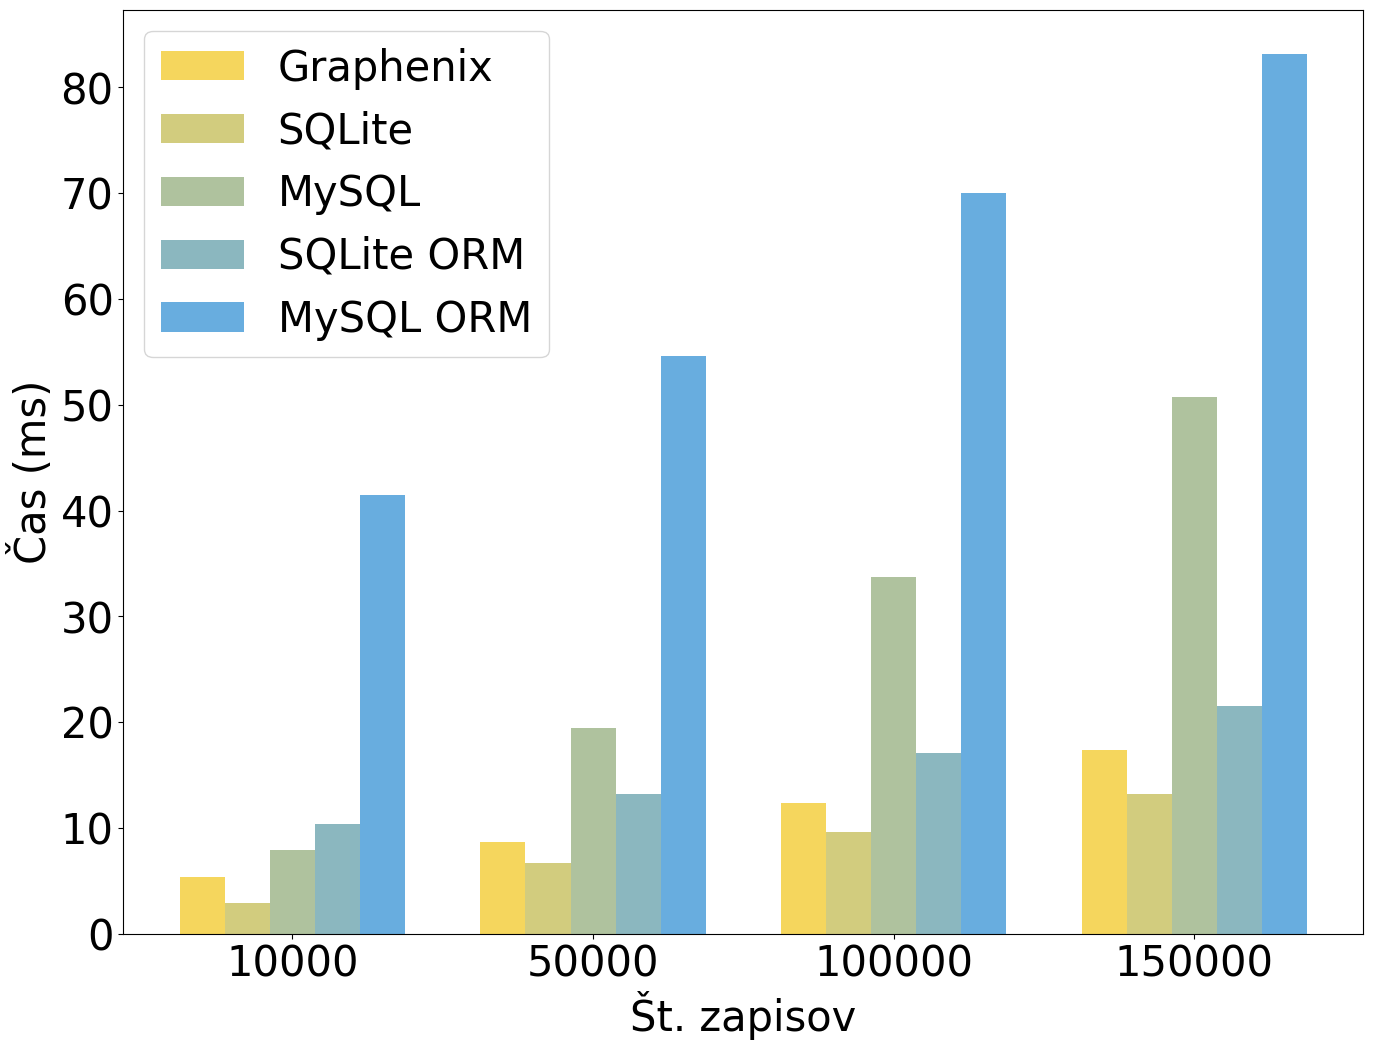 Graphenix
SQLite
MySQL
SQLite ORM
MySQL ORM
80
70
60
50
40
30
20
10
0
Čas (ms)
10000 50000 100000 150000
Št. zapisov